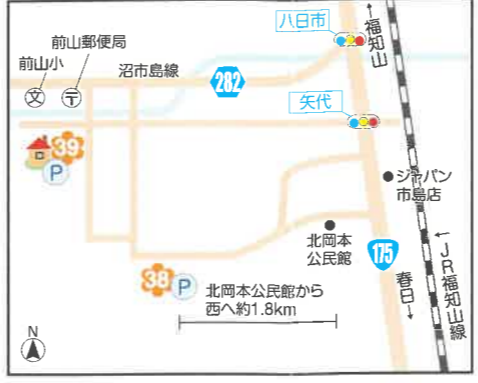 八日市
←福知山
前山郵便局
前山小
沼市島線
282
文
〒
矢代
39
P
ジャパン
市島店
北岡本
公民館
175
←JR福知山線
春日→
38
P
北岡本公民館から
西へ約1.8km
N